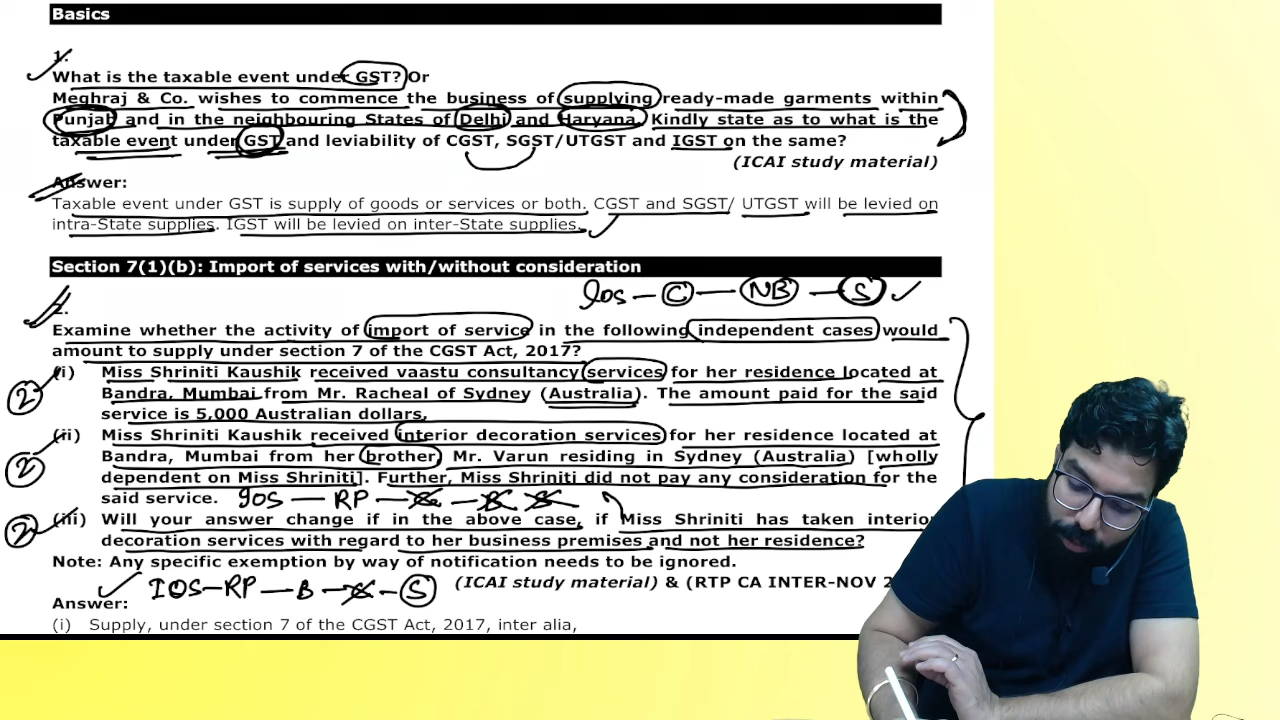 Basics
1.
What is the taxable event under GST? Or
Meghraj & Co. wishes to commence the business of supplying ready-made garments within
Punjab and in the neighbouring States of Delhi and Haryana. Kindly state as to what is the
taxable event under GST and leviability of CGST, SGST/UTGST and IGST on the same?
(ICAI study material)
Answer:
Taxable event under GST is supply of goods or services or both. CGST and SGST/ UTGST will be levied on
intra-State supplies. IGST will be levied on inter-State supplies.
Section 7(1)(b): Import of services with/without consideration
IOS - C - NB - S
2.
Examine whether the activity of import of service in the following independent cases would
amount to supply under section 7 of the CGST Act, 2017?
(i) Miss Shriniti Kaushik received vaastu consultancy services for her residence located at
Bandra, Mumbai from Mr. Racheal of Sydney (Australia). The amount paid for the said
service is 5,000 Australian dollars,
2
(ii) Miss Shriniti Kaushik received interior decoration services for her residence located at
Bandra, Mumbai from her brother, Mr. Varun residing in Sydney (Australia) [wholly
dependent on Miss Shriniti]. Further, Miss Shriniti did not pay any consideration for the
said service. IOS - RP
2
(iii) Will your answer change if in the above case, if Miss Shriniti has taken interior
decoration services with regard to her business premises and not her residence?
2
Note: Any specific exemption by way of notification needs to be ignored.
(ICAI study material) & (RTP CA INTER-NOV 2
IOS - RP - B - - S
Answer:
(i) Supply, under section 7 of the CGST Act, 2017, inter alia,